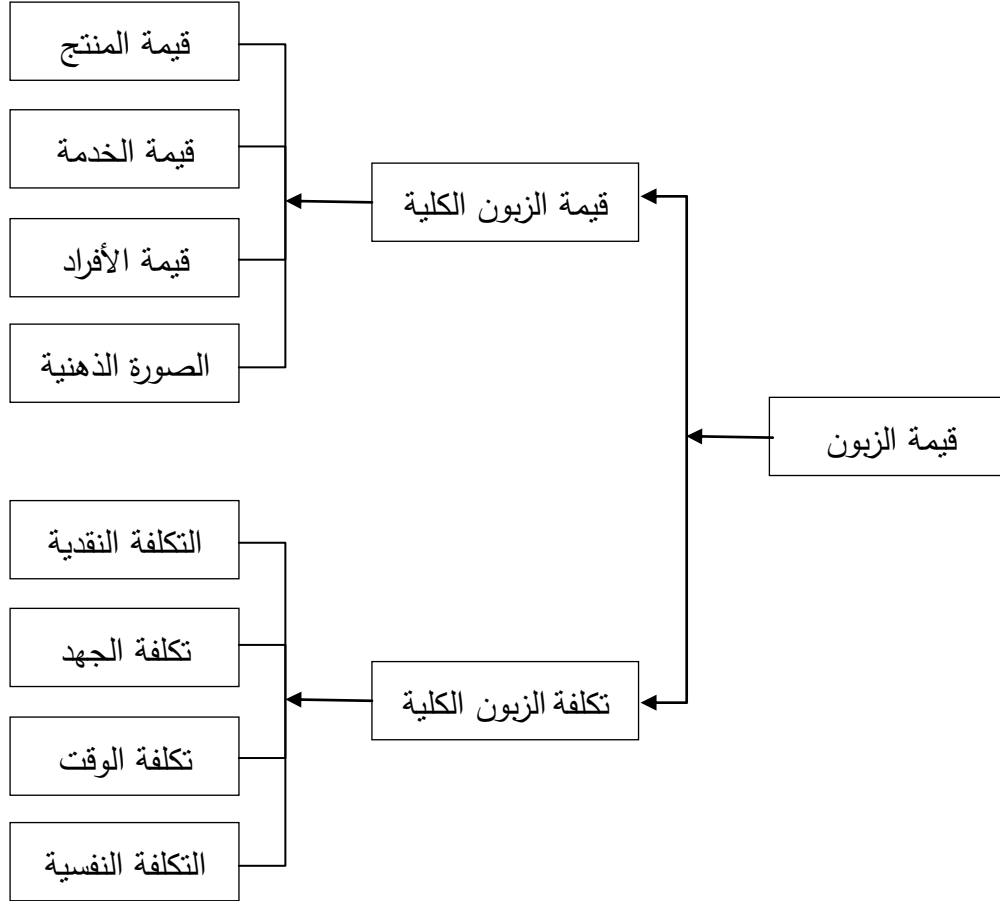 قيمة الزبون
قيمة الزبون الكلية
قيمة المنتج
قيمة الخدمة
قيمة الأفراد
الصورة الذهنية
تكلفة الزبون الكلية
التكلفة النقدية
تكلفة الجهد
تكلفة الوقت
التكلفة النفسية